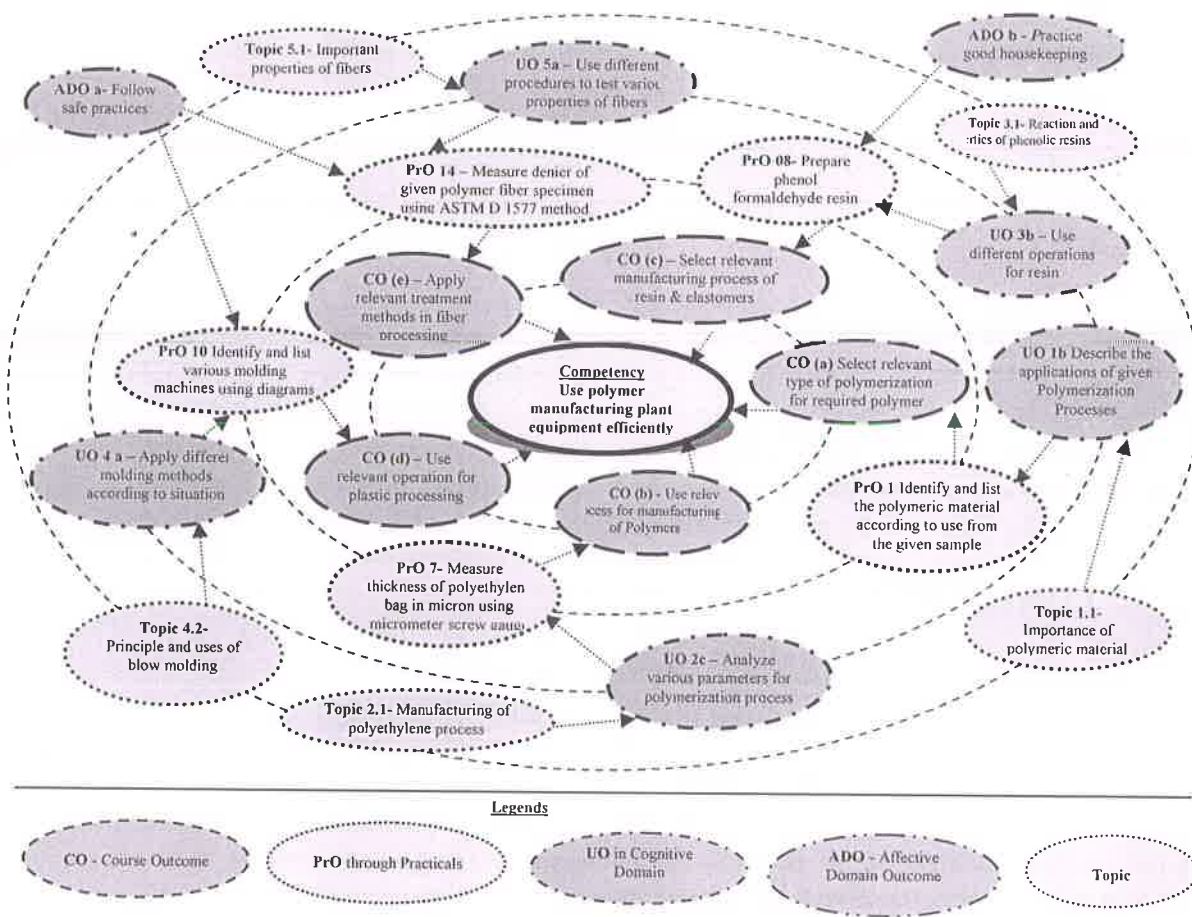 Topic 5.1- Important
properties of fibers
ADO a- Follow
safe practices
UO 5a – Use different
procedures to test variou
properties of fibers
ADO b - Practice
good housekeeping
Topic 3.1- Reaction and
rties of phenolic resins
PrO 14 – Measure denier of
given polymer fiber specimen
using ASTM D 1577 method
PrO 08- Prepare
phenol
formaldehyde resin
UO 3b – Use
different operations
for resin
CO (e) – Apply
relevant treatment
methods in fiber
processing
CO (c) – Select relevant
manufacturing process of
resin & elastomers
PrO 10 Identify and list
various molding
machines using diagrams
Competency
Use polymer
manufacturing plant
equipment efficiently
CO (a) Select relevant
type of polymerization
for required polymer
UO 1b Describe the
applications of given
Polymerization
Processes
UO 4 a – Apply differe
molding methods
according to situation
CO (d) – Use
relevant operation for
plastic processing
CO (b) - Use relev
cess for manufacturing
of Polymers
PrO 1 Identify and list
the polymeric material
according to use from
the given sample
PrO 7- Measure
thickness of polyethylen
bag in micron using
micrometer screw gauge
Topic 4.2-
Principle and uses of
blow molding
Topic 1.1-
Importance of
polymeric material
UO 2c – Analyze
various parameters for
polymerization process
Topic 2.1- Manufacturing of
polyethylene process
Legends
CO - Course Outcome
PrO through Practicals
UO in Cognitive
Domain
ADO - Affective
Domain Outcome
Topic